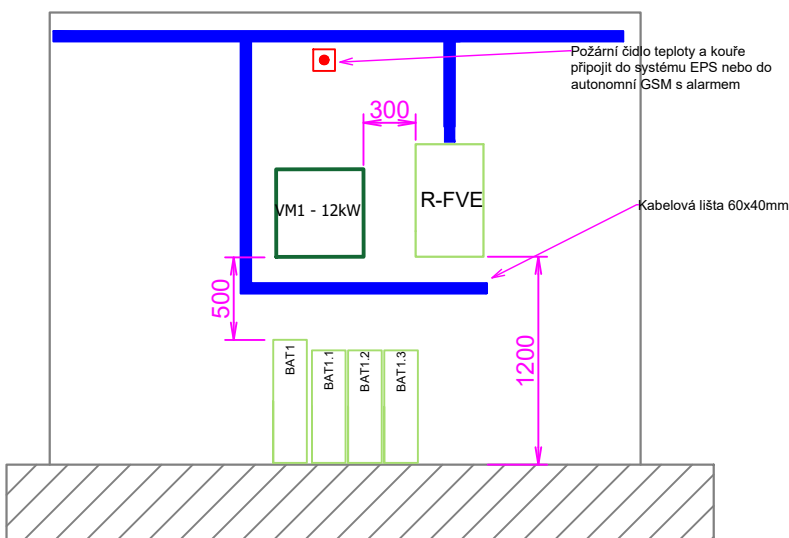 Požární čidlo teploty a kouře
připojit do systému EPS nebo do
autonomní GSM s alarmem
300
VM1 - 12kW
R-FVE
Kabelová lišta 60x40mm
500
1200
BAT1
BAT1.1
BAT1.2
BAT1.3